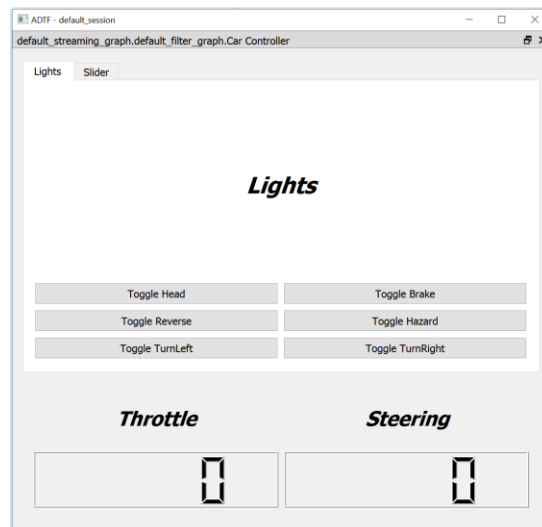 ADTF - default_session
default_streaming_graph.default_filter_graph.Car Controller
Lights Slider
Lights
Toggle Head Toggle Brake
Toggle Reverse Toggle Hazard
Toggle TurnLeft Toggle TurnRight
Throttle Steering
0 0